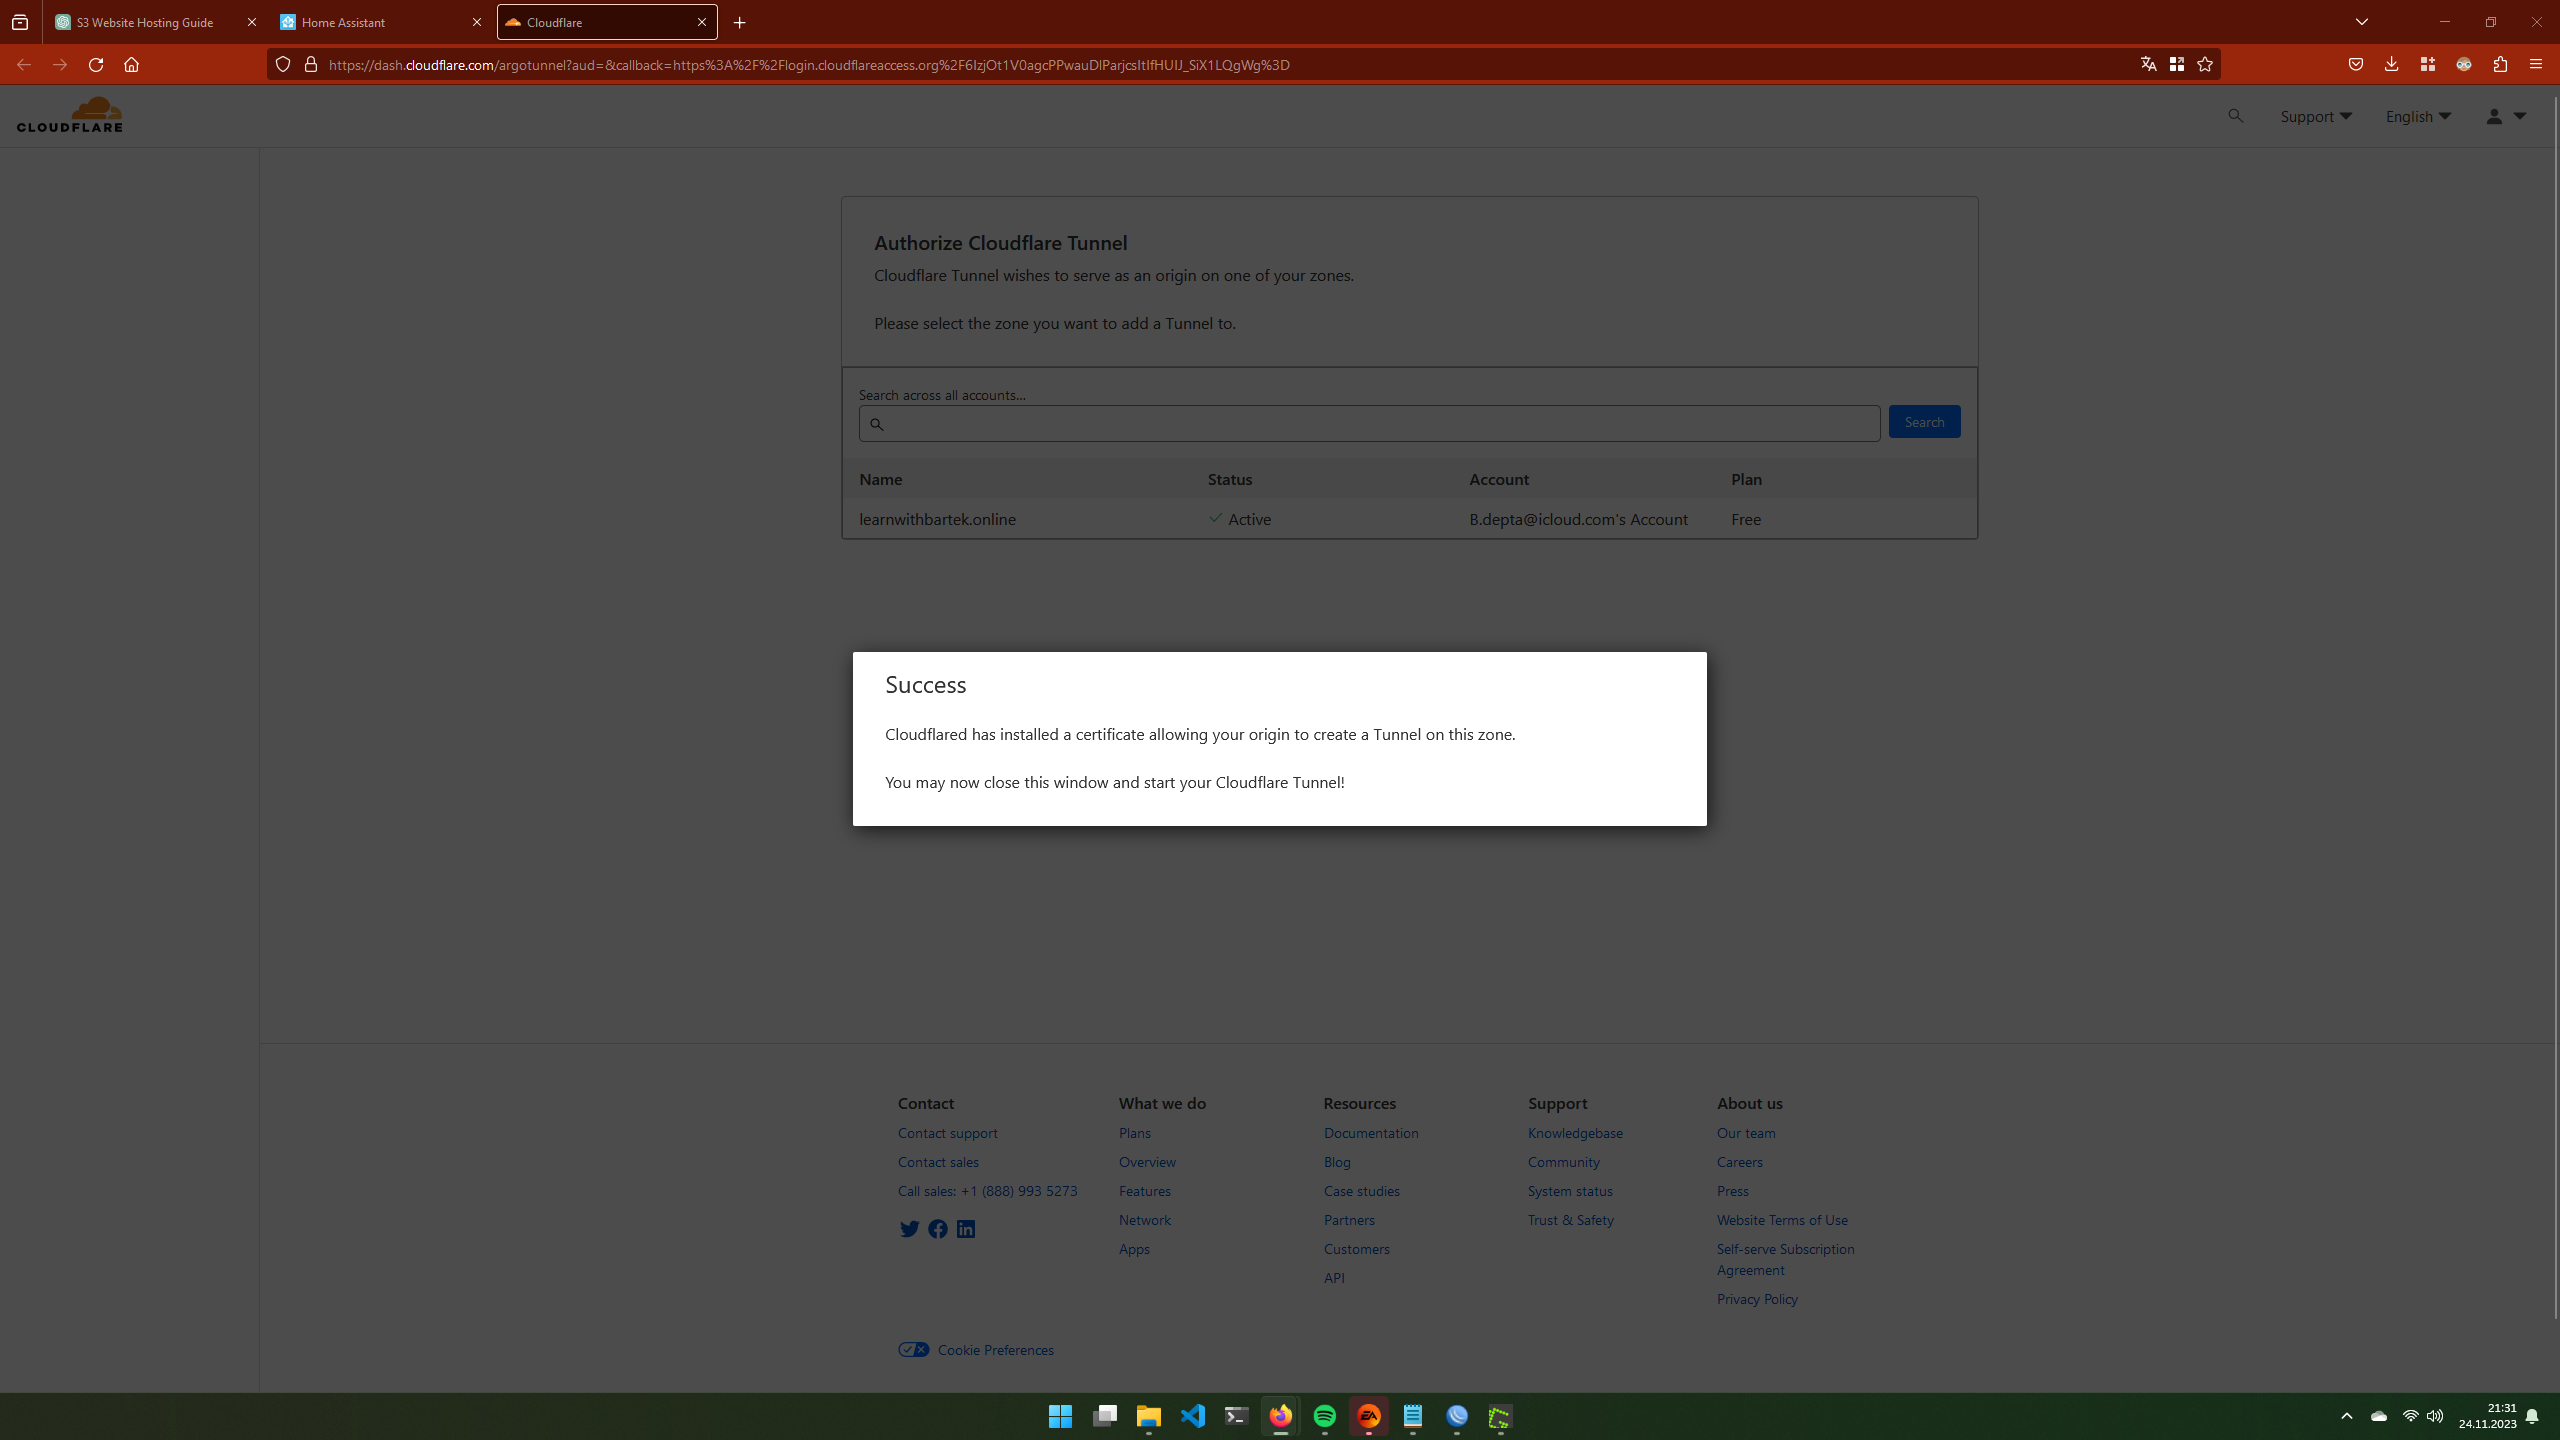 S3 Website Hosting Guide
Home Assistant
Cloudflare
https://dash.cloudflare.com/argotunnel?aud=&callback=https%3A%2F%2Flogin.cloudflareaccess.org%2F6IzjOt1V0agcPPwauDlParjcsItIfHUIJ_SiX1LQgWg%3D
CLOUDFLARE
Support
English
Authorize Cloudflare Tunnel
Cloudflare Tunnel wishes to serve as an origin on one of your zones.
Please select the zone you want to add a Tunnel to.
Search across all accounts...
Search
Name Status Account Plan
learnwithbartek.online Active B.depta@icloud.com's Account Free
Success
Cloudflared has installed a certificate allowing your origin to create a Tunnel on this zone.
You may now close this window and start your Cloudflare Tunnel!
Contact
Contact support
Contact sales
Call sales: +1 (888) 993 5273
What we do
Plans
Overview
Features
Network
Apps
Resources
Documentation
Blog
Case studies
Partners
Customers
API
Support
Knowledgebase
Community
System status
Trust & Safety
About us
Our team
Careers
Press
Website Terms of Use
Self-serve Subscription
Agreement
Privacy Policy
Cookie Preferences
EA
21:31
24.11.2023